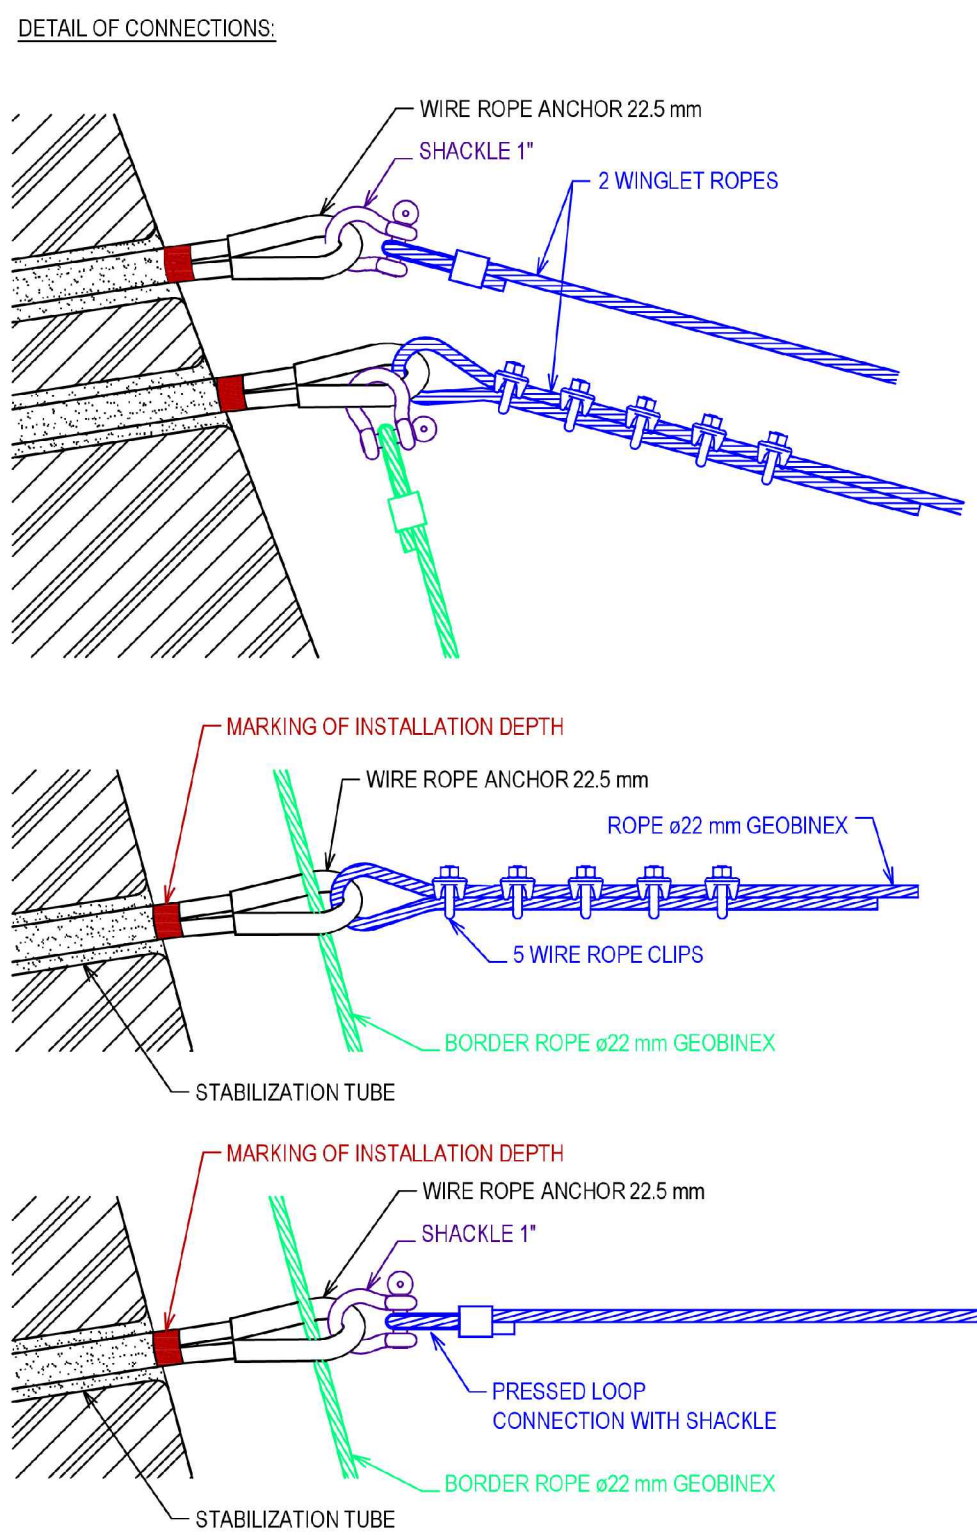 DETAIL OF CONNECTIONS:
WIRE ROPE ANCHOR 22.5 mm
SHACKLE 1"
2 WINGLET ROPES
MARKING OF INSTALLATION DEPTH
WIRE ROPE ANCHOR 22.5 mm
ROPE ø22 mm GEOBINEX
5 WIRE ROPE CLIPS
BORDER ROPE ø22 mm GEOBINEX
STABILIZATION TUBE
MARKING OF INSTALLATION DEPTH
WIRE ROPE ANCHOR 22.5 mm
SHACKLE 1"
PRESSED LOOP
CONNECTION WITH SHACKLE
BORDER ROPE ø22 mm GEOBINEX
STABILIZATION TUBE